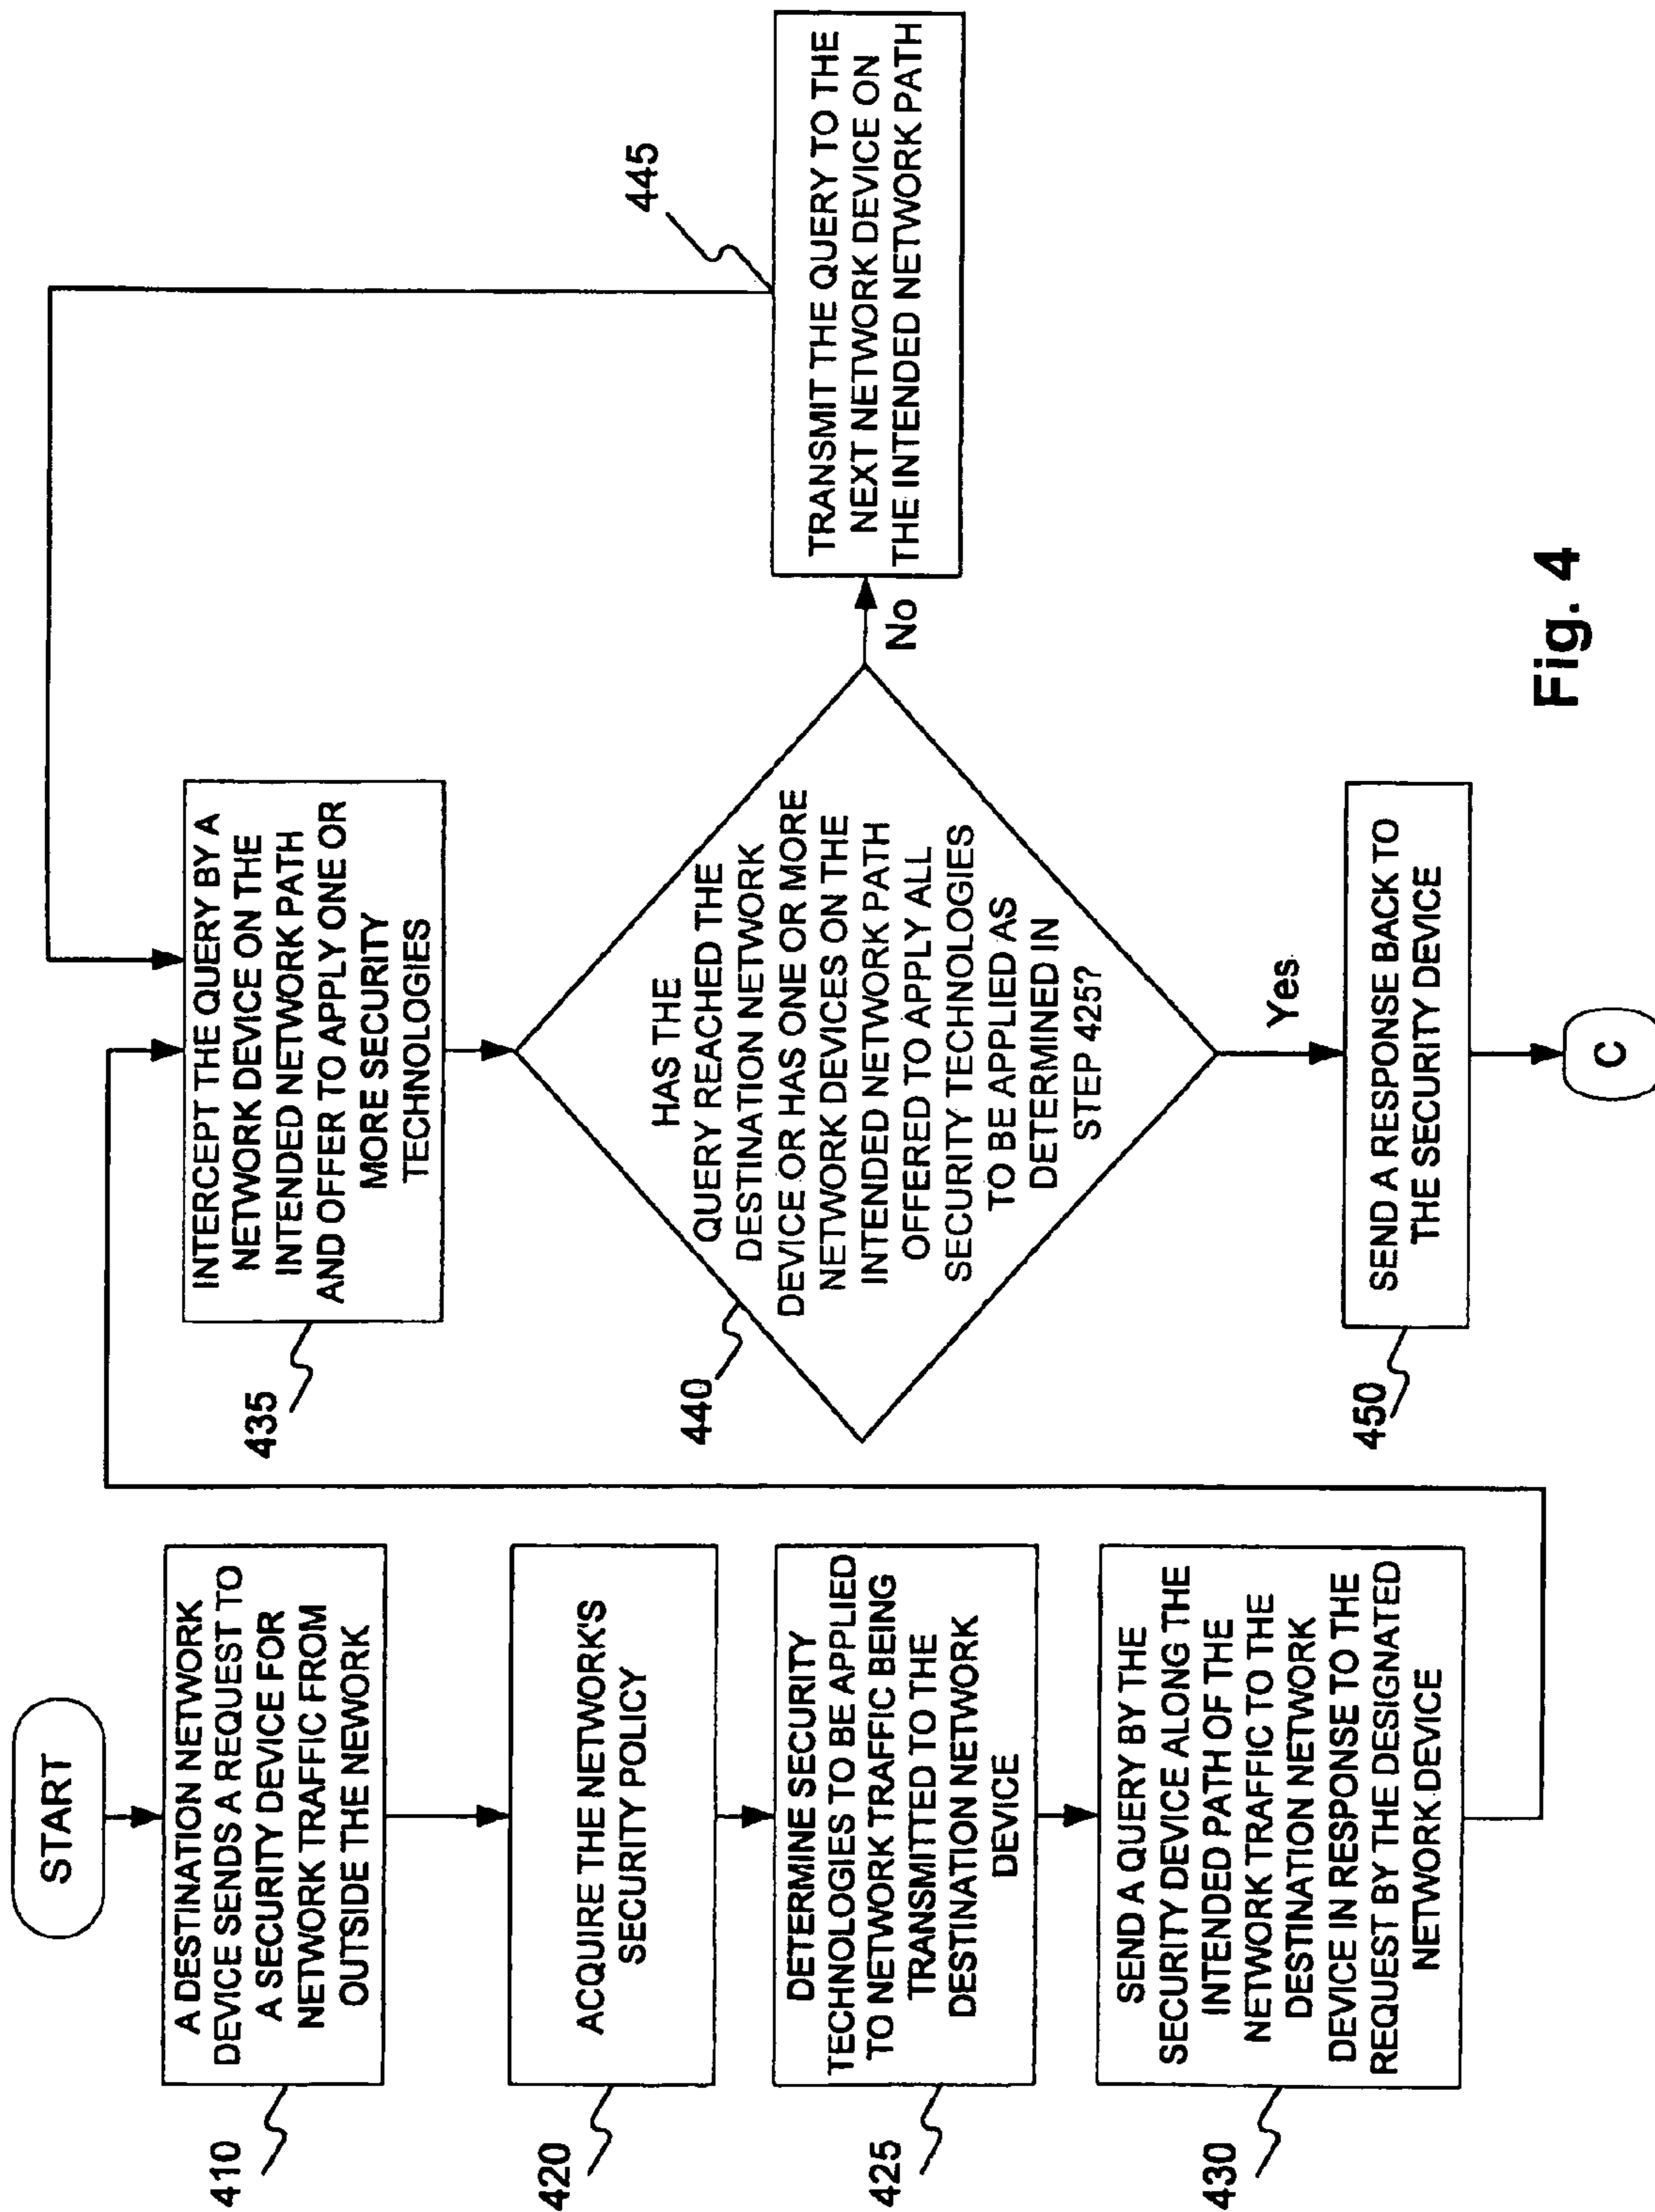 START
410
A DESTINATION NETWORK
DEVICE SENDS A REQUEST TO
A SECURITY DEVICE FOR
NETWORK TRAFFIC FROM
OUTSIDE THE NEWORK
420
ACQUIRE THE NETWORK'S
SECURITY POLICY
425
DETERMINE SECURITY
TECHNOLOGIES TO BE APPLIED
TO NETWORK TRAFFIC BEING
TRANSMITTED TO THE
DESTINATION NETWORK
DEVICE
430
SEND A QUERY BY THE
SECURITY DEVICE ALONG THE
INTENDED PATH OF THE
NETWORK TRAFFIC TO THE
DESTINATION NETWORK
DEVICE IN RESPONSE TO THE
REQUEST BY THE DESIGNATED
NETWORK DEVICE
435
INTERCEPT THE QUERY BY A
NETWORK DEVICE ON THE
INTENDED NETWORK PATH
AND OFFER TO APPLY ONE OR
MORE SECURITY
TECHNOLOGIES
440
HAS THE
QUERY REACHED THE
DESTINATION NETWORK
DEVICE OR HAS ONE OR MORE
NETWORK DEVICES ON THE
INTENDED NETWORK PATH
OFFERED TO APPLY ALL
SECURITY TECHNOLOGIES
TO BE APPLIED AS
DETERMINED IN
STEP 425?
No
445
TRANSMIT THE QUERY TO THE
NEXT NETWORK DEVICE ON
THE INTENDED NETWORK PATH
Yes
450
SEND A RESPONSE BACK TO
THE SECURITY DEVICE
C
Fig. 4